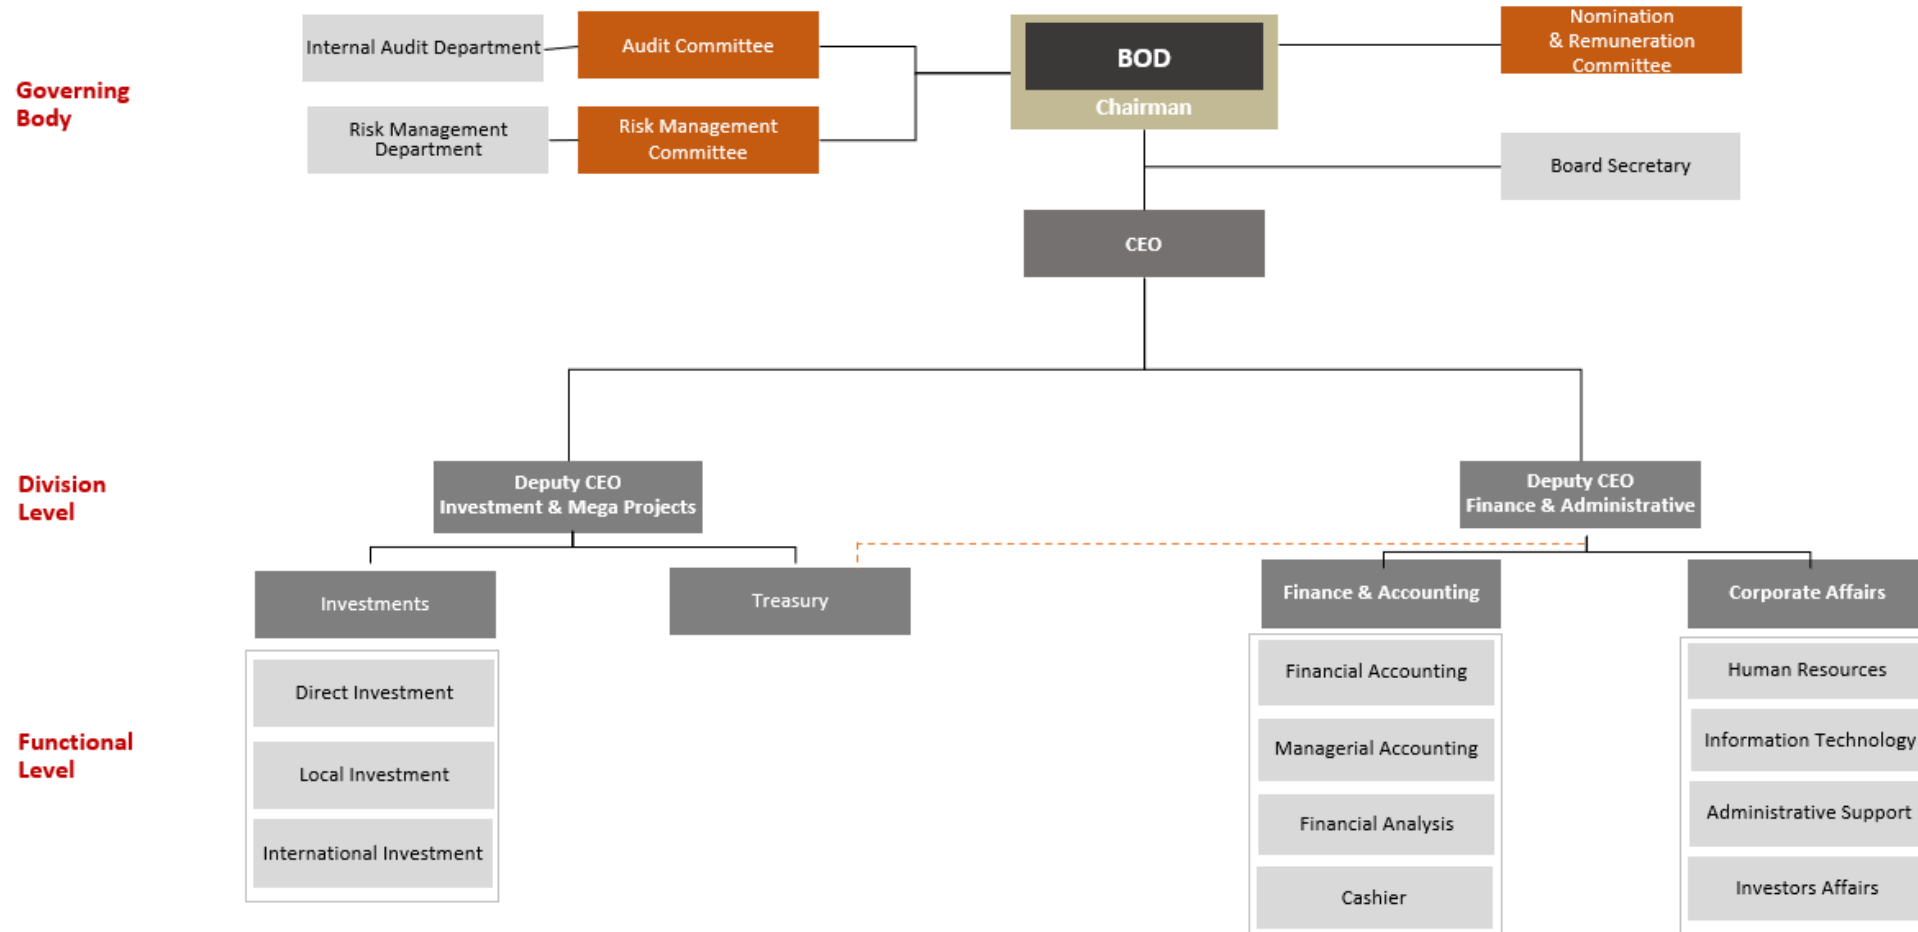 Governing
Body
Internal Audit Department
Audit Committee
Risk Management
Department
Risk Management
Committee
BOD
Chairman
Nomination
& Remuneration
Committee
Board Secretary
CEO
Division
Level
Deputy CEO
Investment & Mega Projects
Deputy CEO
Finance & Administrative
Investments
Treasury
Finance & Accounting
Corporate Affairs
Functional
Level
Direct Investment
Local Investment
International Investment
Financial Accounting
Managerial Accounting
Financial Analysis
Cashier
Human Resources
Information Technology
Administrative Support
Investors Affairs